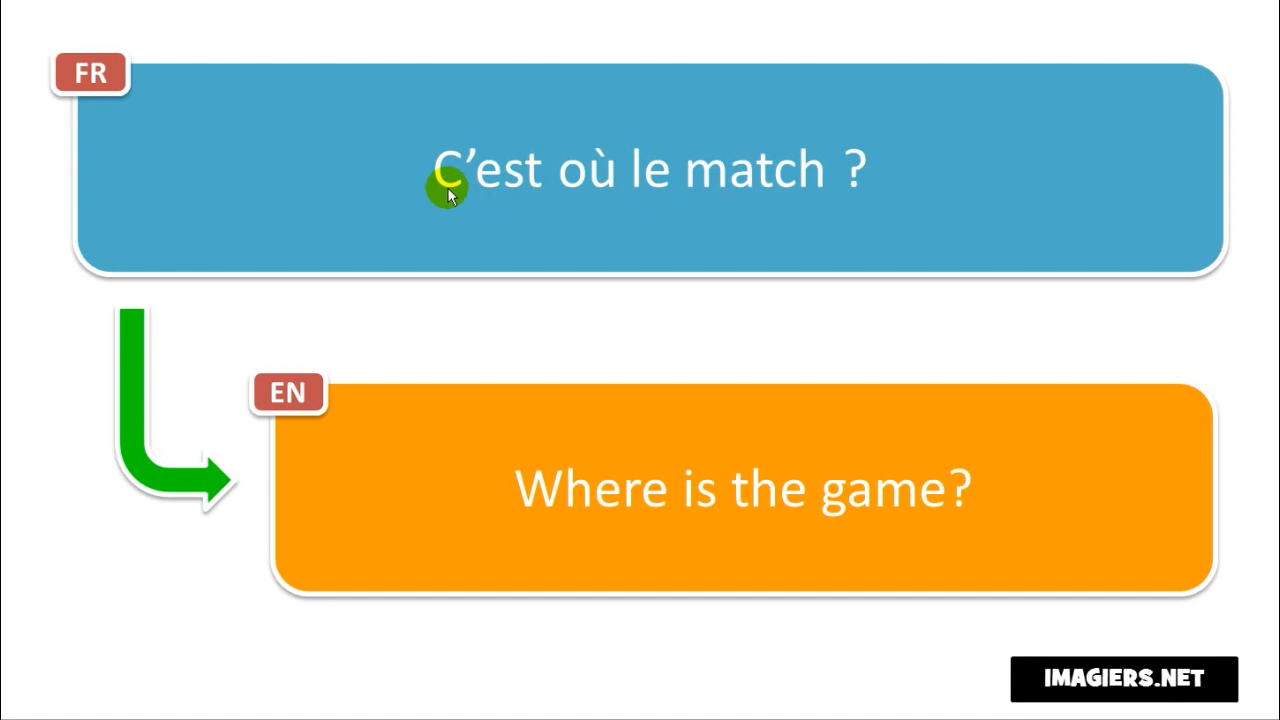 FR
C’est où le match ?
EN
Where is the game?
IMAGIERS.NET